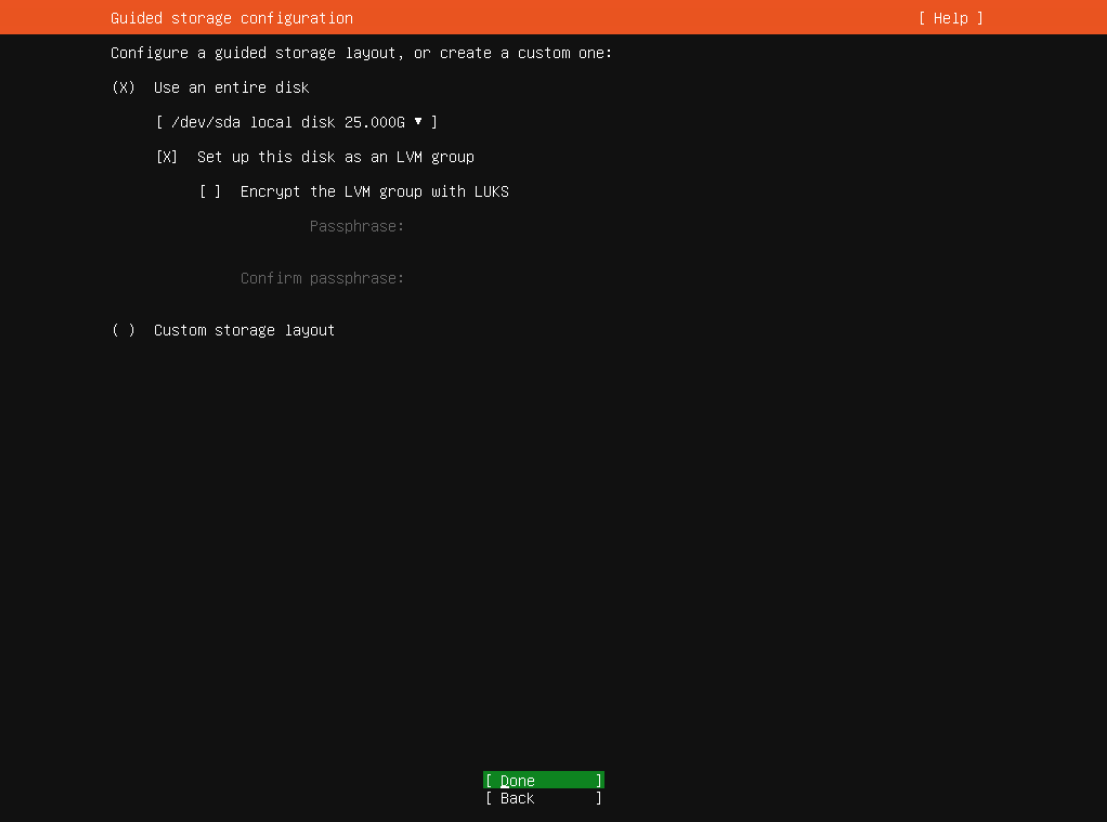 Guided storage configuration [ Help ]
Configure a guided storage layout, or create a custom one:
(X) Use an entire disk
[ /dev/sda local disk 25.000G ▾ ]
[X] Set up this disk as an LVM group
[ ] Encrypt the LVM group with LUKS
Passphrase:
Confirm passphrase:
( ) Custom storage layout
[ Done ]
[ Back ]